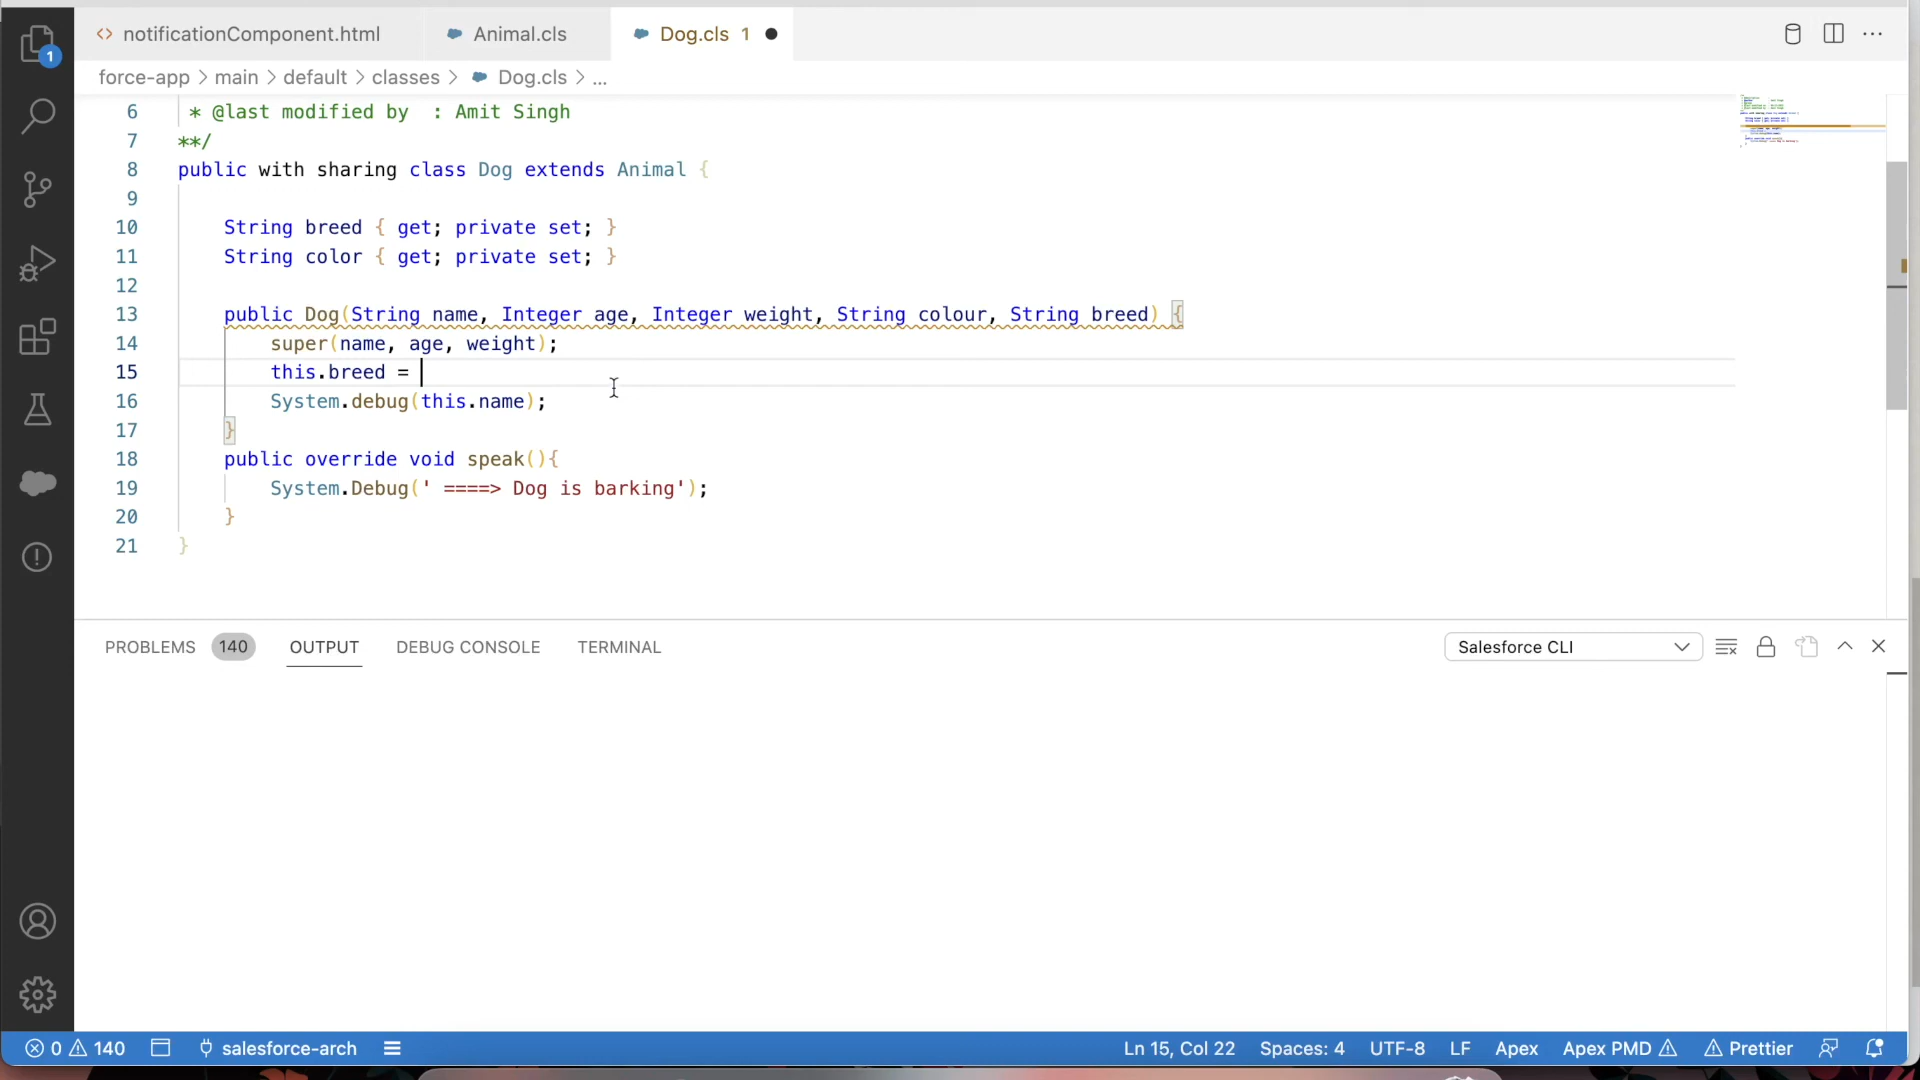 notificationComponent.html Animal.cls Dog.cls 1
force-app > main > default > classes > Dog.cls > ...
6 * @last modified by : Amit Singh
7 **/
8 public with sharing class Dog extends Animal {
9
10 String breed { get; private set; }
11 String color { get; private set; }
12
13 public Dog(String name, Integer age, Integer weight, String colour, String breed) {
14 super(name, age, weight);
15 this.breed =
16 System.debug(this.name);
17 }
18 public override void speak(){
19 System.Debug(' ====> Dog is barking');
20 }
21 }
1
PROBLEMS 140 OUTPUT DEBUG CONSOLE TERMINAL Salesforce CLI
0 140 salesforce-arch Ln 15, Col 22 Spaces: 4 UTF-8 LF Apex Apex PMD Prettier